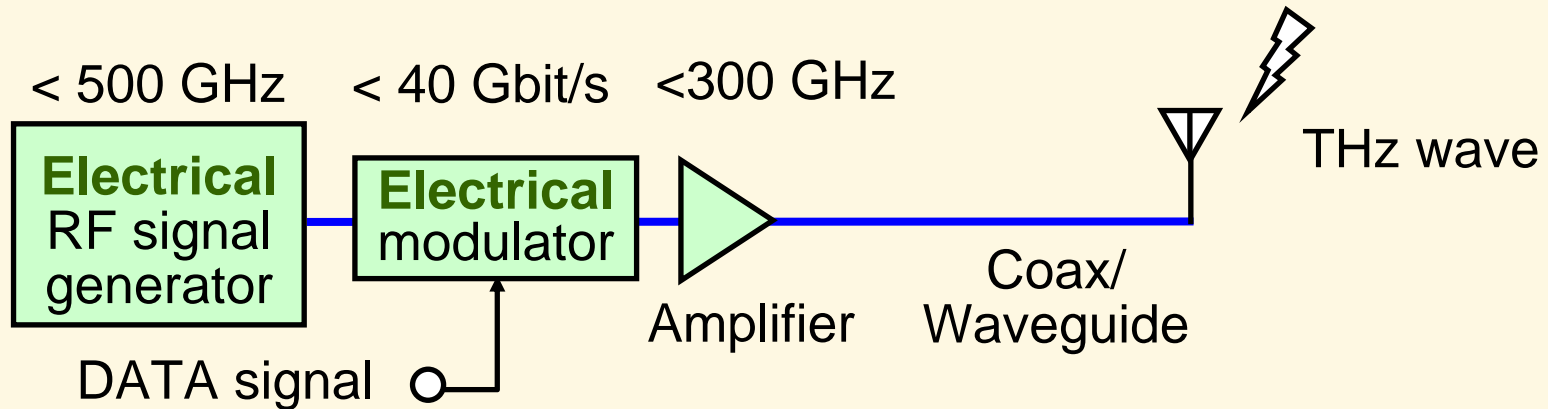 < 500 GHz
< 40 Gbit/s
<300 GHz
Electrical
RF signal
generator
Electrical
modulator
THz wave
Amplifier
Coax/
Waveguide
DATA signal